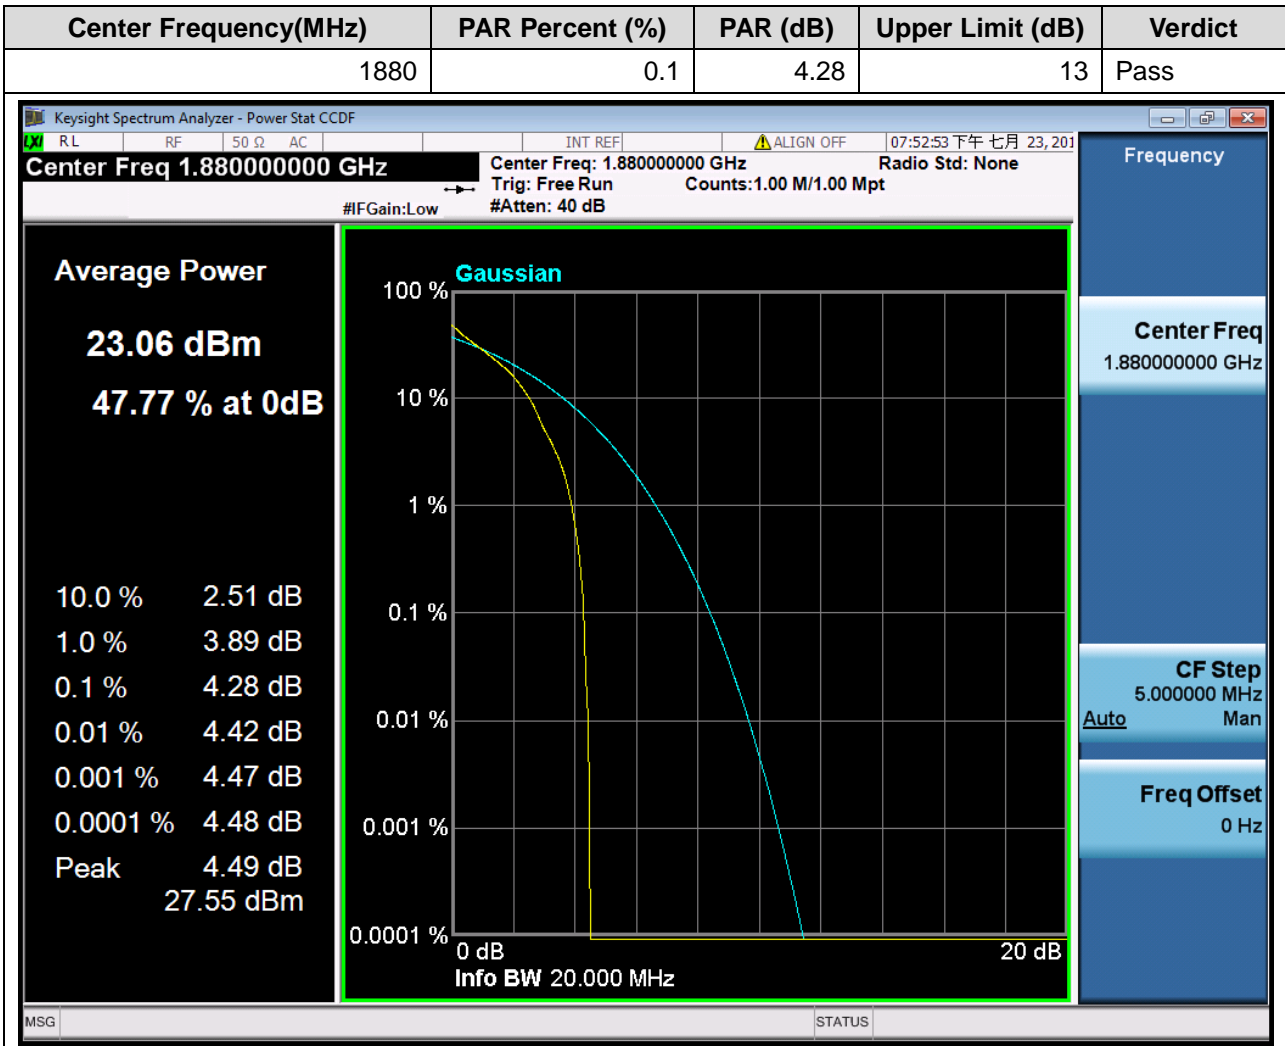 Center Frequency(MHz) PAR Percent (%) PAR (dB) Upper Limit (dB) Verdict
1880 0.1 4.28 13 Pass
Keysight Spectrum Analyzer - Power Stat CCDF
LXI RL RF 50 Ω AC INT REF ALIGN OFF 07:52:53 下午 七月 23, 201
Center Freq 1.880000000 GHz
Center Freq: 1.880000000 GHz Radio Std: None
Trig: Free Run Counts:1.00 M/1.00 Mpt
#IFGain:Low #Atten: 40 dB
Average Power
23.06 dBm
47.77 % at 0dB
10.0 % 2.51 dB
1.0 % 3.89 dB
0.1 % 4.28 dB
0.01 % 4.42 dB
0.001 % 4.47 dB
0.0001 % 4.48 dB
Peak 4.49 dB
27.55 dBm
Gaussian
100 %
10 %
1 %
0.1 %
0.01 %
0.001 %
0.0001 %
0 dB 20 dB
Info BW 20.000 MHz
Frequency
Center Freq
1.880000000 GHz
CF Step
5.000000 MHz
Auto Man
Freq Offset
0 Hz
MSG STATUS